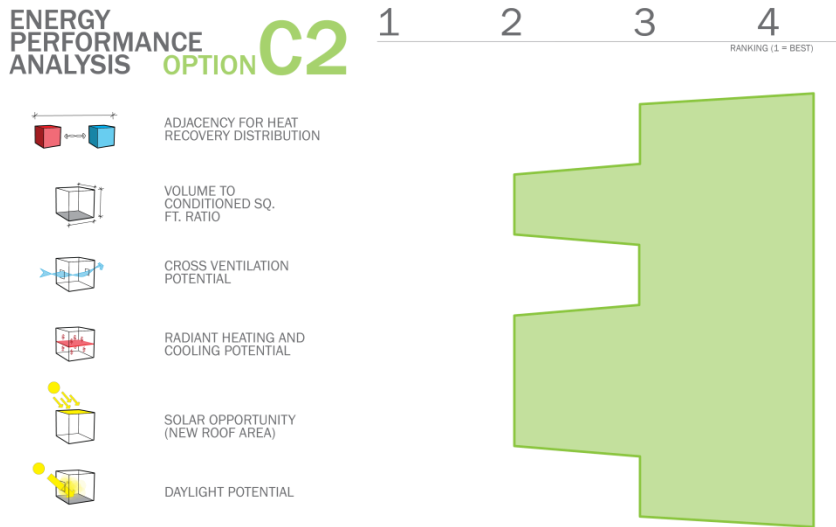 ENERGY
PERFORMANCE
ANALYSIS OPTION C2
1 2 3 4
RANKING (1 = BEST)
ADJACENCY FOR HEAT
RECOVERY DISTRIBUTION
VOLUME TO
CONDITIONED SQ.
FT. RATIO
CROSS VENTILATION
POTENTIAL
RADIANT HEATING AND
COOLING POTENTIAL
SOLAR OPPORTUNITY
(NEW ROOF AREA)
DAYLIGHT POTENTIAL